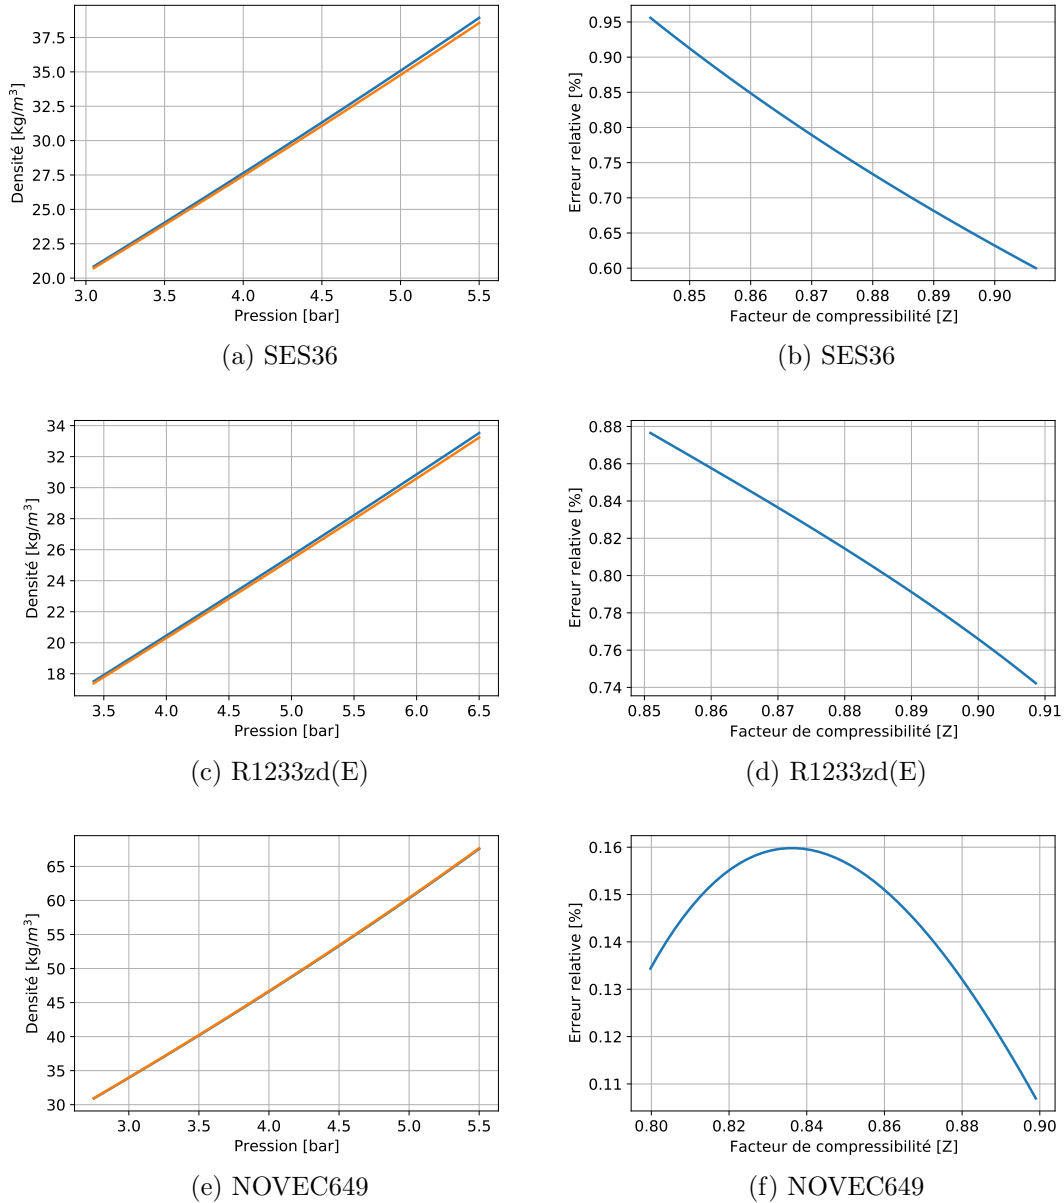 37.5
35.0
32.5
30.0
27.5
25.0
22.5
20.0
Densité [kg/m³]
3.0 3.5 4.0 4.5 5.0 5.5
Pression [bar]
(a) SES36
0.95
0.90
0.85
0.80
0.75
0.70
0.65
0.60
Erreur relative [%]
0.85 0.86 0.87 0.88 0.89 0.90
Facteur de compressibilité [Z]
(b) SES36
34
32
30
28
26
24
22
20
18
Densité [kg/m³]
3.5 4.0 4.5 5.0 5.5 6.0 6.5
Pression [bar]
(c) R1233zd(E)
0.88
0.86
0.84
0.82
0.80
0.78
0.76
0.74
Erreur relative [%]
0.85 0.86 0.87 0.88 0.89 0.90 0.91
Facteur de compressibilité [Z]
(d) R1233zd(E)
65
60
55
50
45
40
35
30
Densité [kg/m³]
3.0 3.5 4.0 4.5 5.0 5.5
Pression [bar]
(e) NOVEC649
0.16
0.15
0.14
0.13
0.12
0.11
Erreur relative [%]
0.80 0.82 0.84 0.86 0.88 0.90
Facteur de compressibilité [Z]
(f) NOVEC649